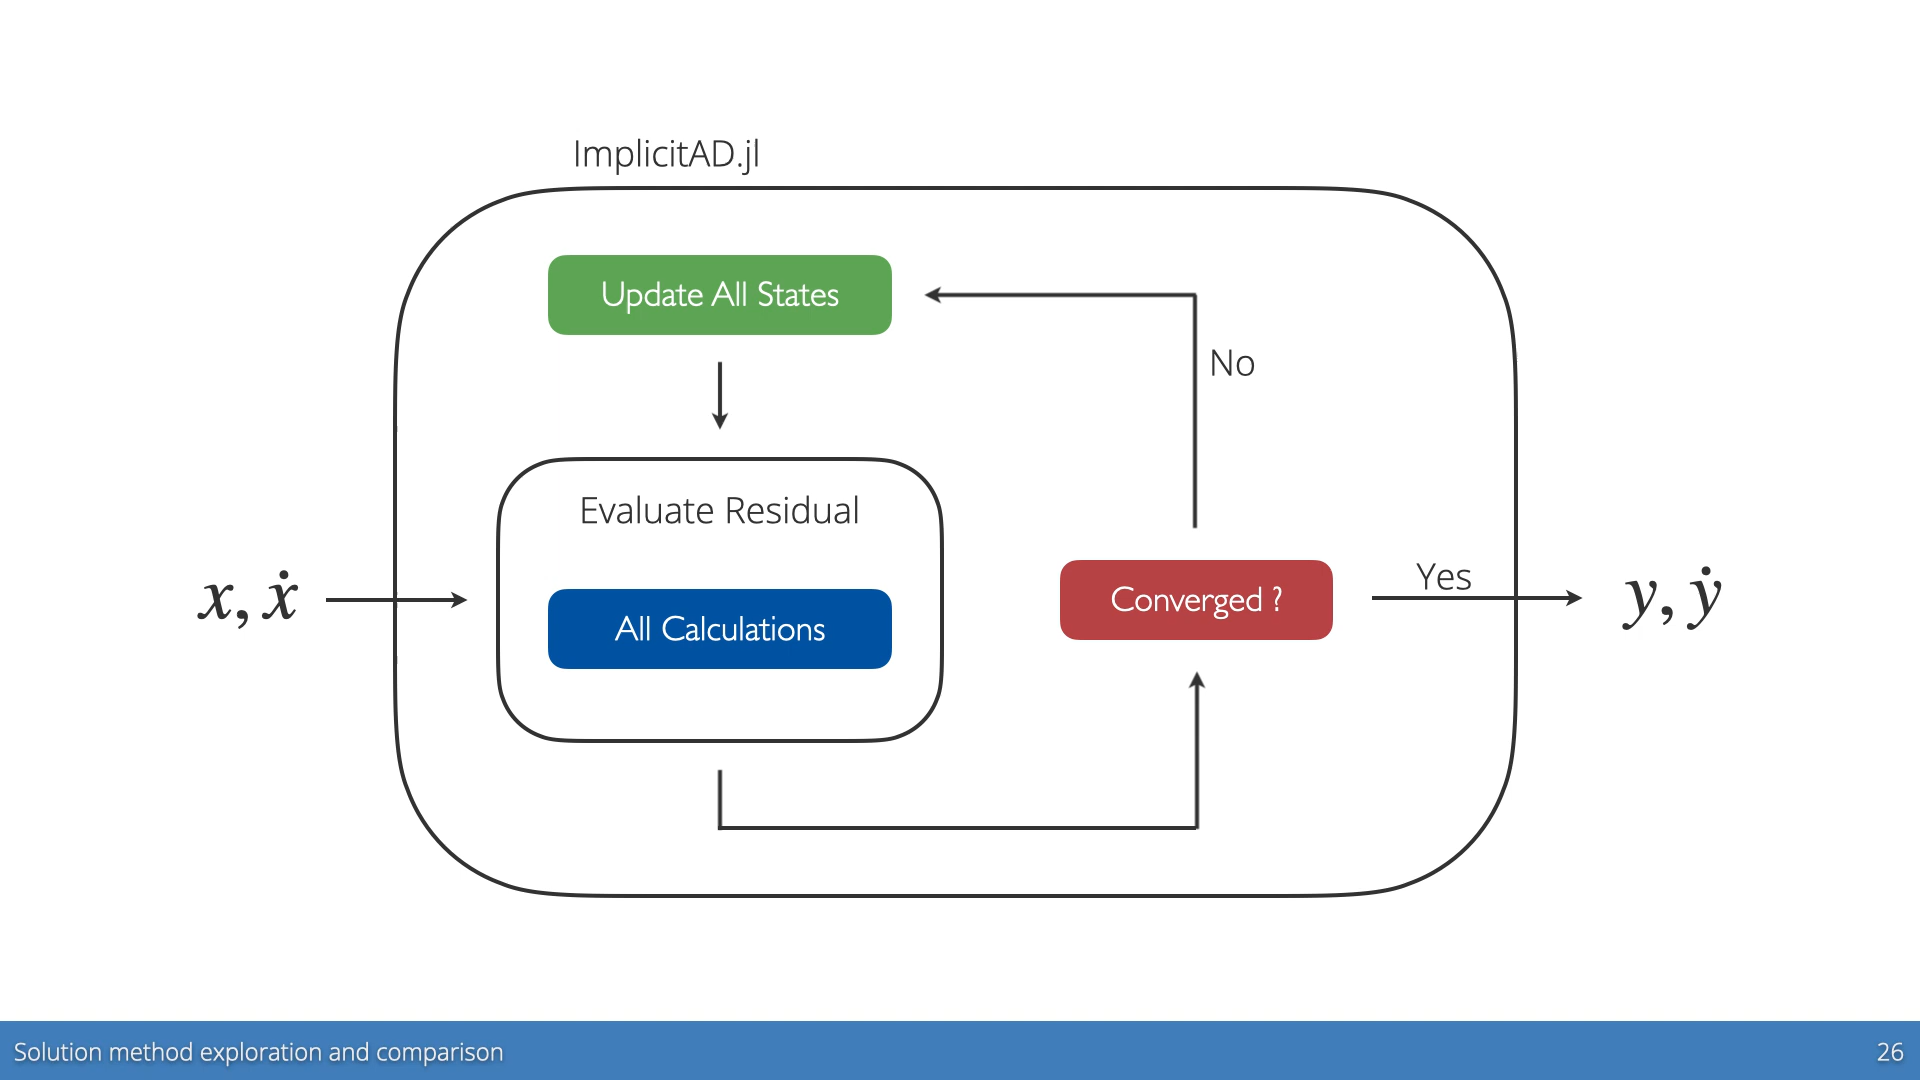 ImplicitAD.jl
Update All States
No
Evaluate Residual
x, ẋ
All Calculations
Converged ?
Yes
y, ẏ
Solution method exploration and comparison
26